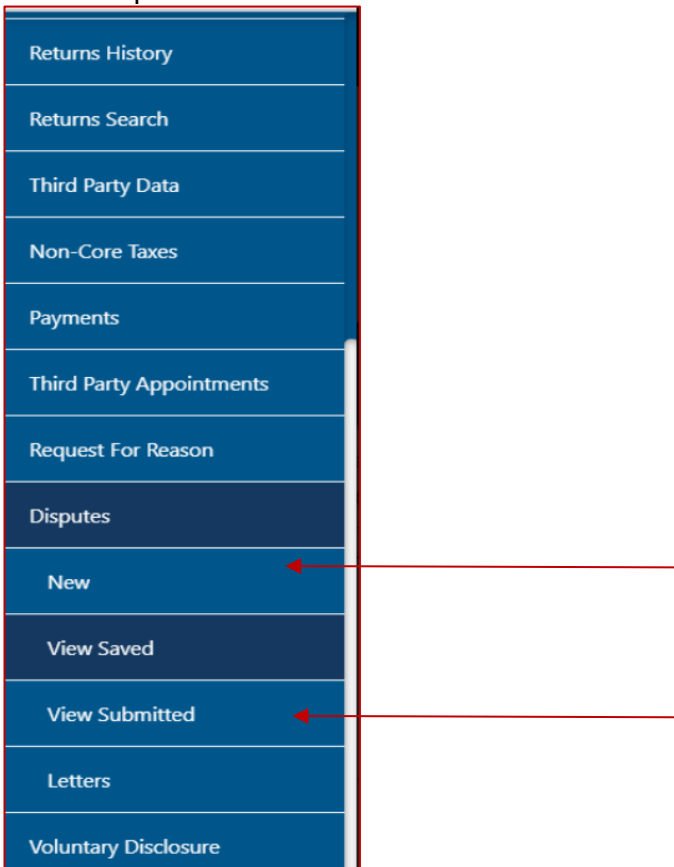 Returns History
Returns Search
Third Party Data
Non-Core Taxes
Payments
Third Party Appointments
Request For Reason
Disputes
New
View Saved
View Submitted
Letters
Voluntary Disclosure